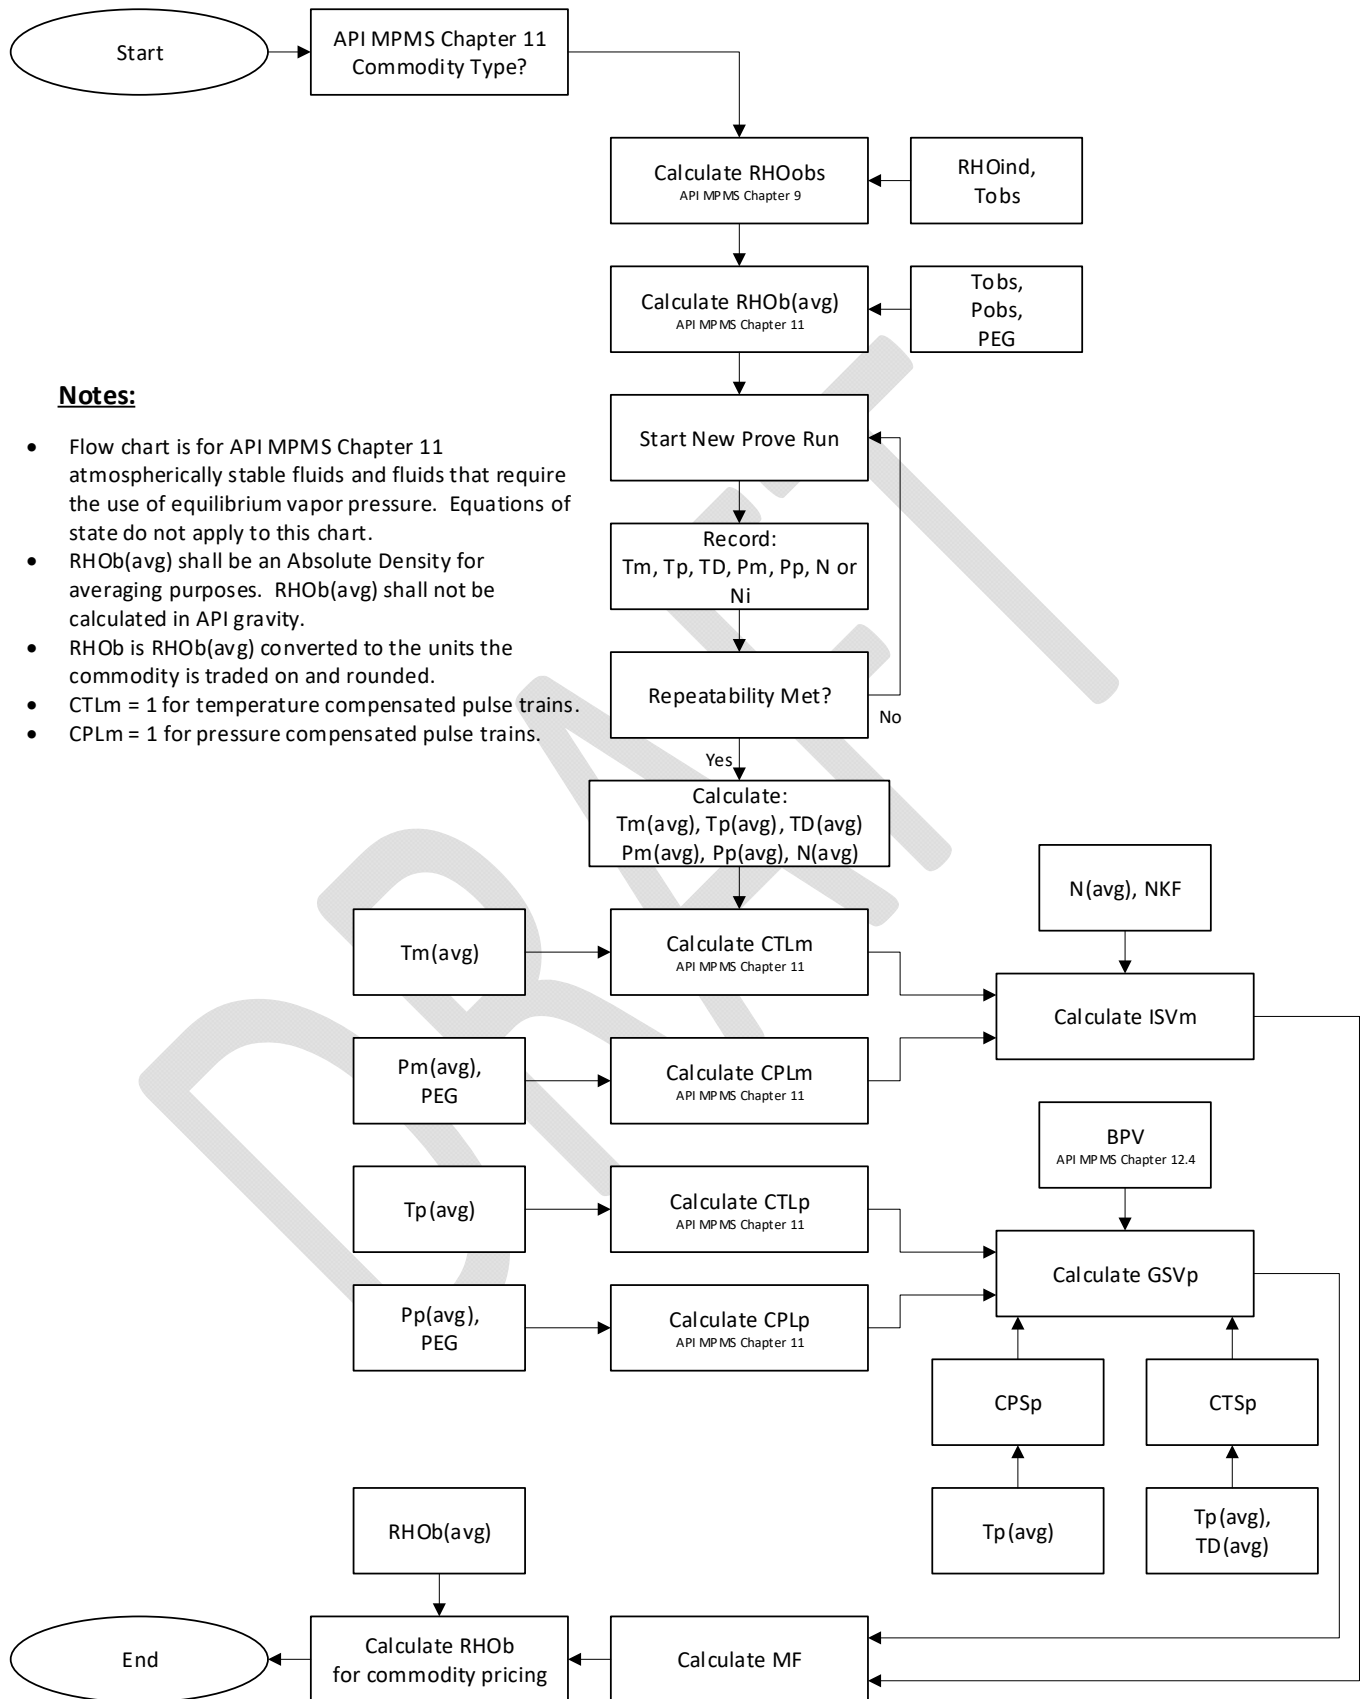 Start
API MPMS Chapter 11
Commodity Type?
Calculate RHOobs
API MPMS Chapter 9
RHOind,
Tobs
Calculate RHOb(avg)
API MPMS Chapter 11
Tobs,
Pobs,
PEG
Notes:
• Flow chart is for API MPMS Chapter 11
atmospherically stable fluids and fluids that require
the use of equilibrium vapor pressure. Equations of
state do not apply to this chart.
• RHOb(avg) shall be an Absolute Density for
averaging purposes. RHOb(avg) shall not be
calculated in API gravity.
• RHOb is RHOb(avg) converted to the units the
commodity is traded on and rounded.
• CTLm = 1 for temperature compensated pulse trains.
• CPLm = 1 for pressure compensated pulse trains.
Start New Prove Run
Record:
Tm, Tp, TD, Pm, Pp, N or
Ni
Repeatability Met?
No
Yes
Calculate:
Tm(avg), Tp(avg), TD(avg)
Pm(avg), Pp(avg), N(avg)
N(avg), NKF
Tm(avg)
Calculate CTLm
API MPMS Chapter 11
Calculate ISVm
Pm(avg),
PEG
Calculate CPLm
API MPMS Chapter 11
BPV
API MPMS Chapter 12.4
Tp(avg)
Calculate CTLp
API MPMS Chapter 11
Calculate GSVp
Pp(avg),
PEG
Calculate CPLp
API MPMS Chapter 11
CPSp
CTSp
Tp(avg)
Tp(avg),
TD(avg)
RHOb(avg)
End
Calculate RHOb
for commodity pricing
Calculate MF
DRAFT